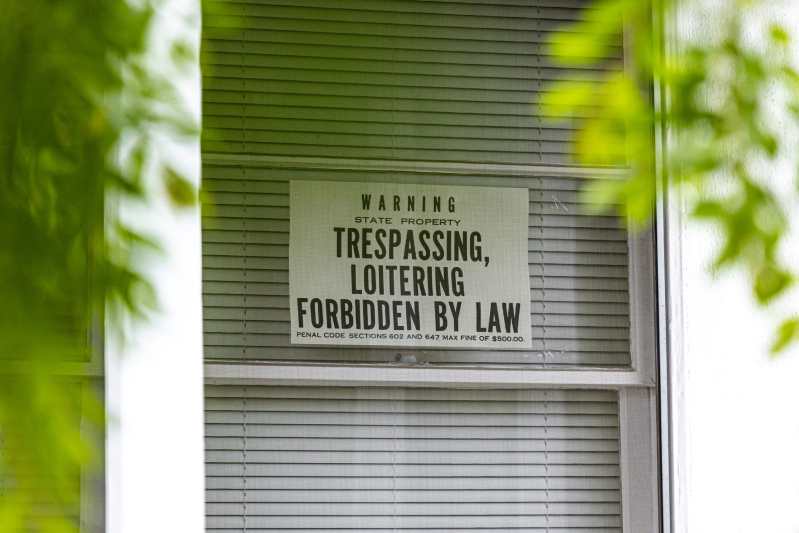 WARNING
STATE PROPERTY
TRESPASSING,
LOITERING
FORBIDDEN BY LAW
PENAL CODE SECTIONS 602 AND 647 MAX FINE OF $500.00.